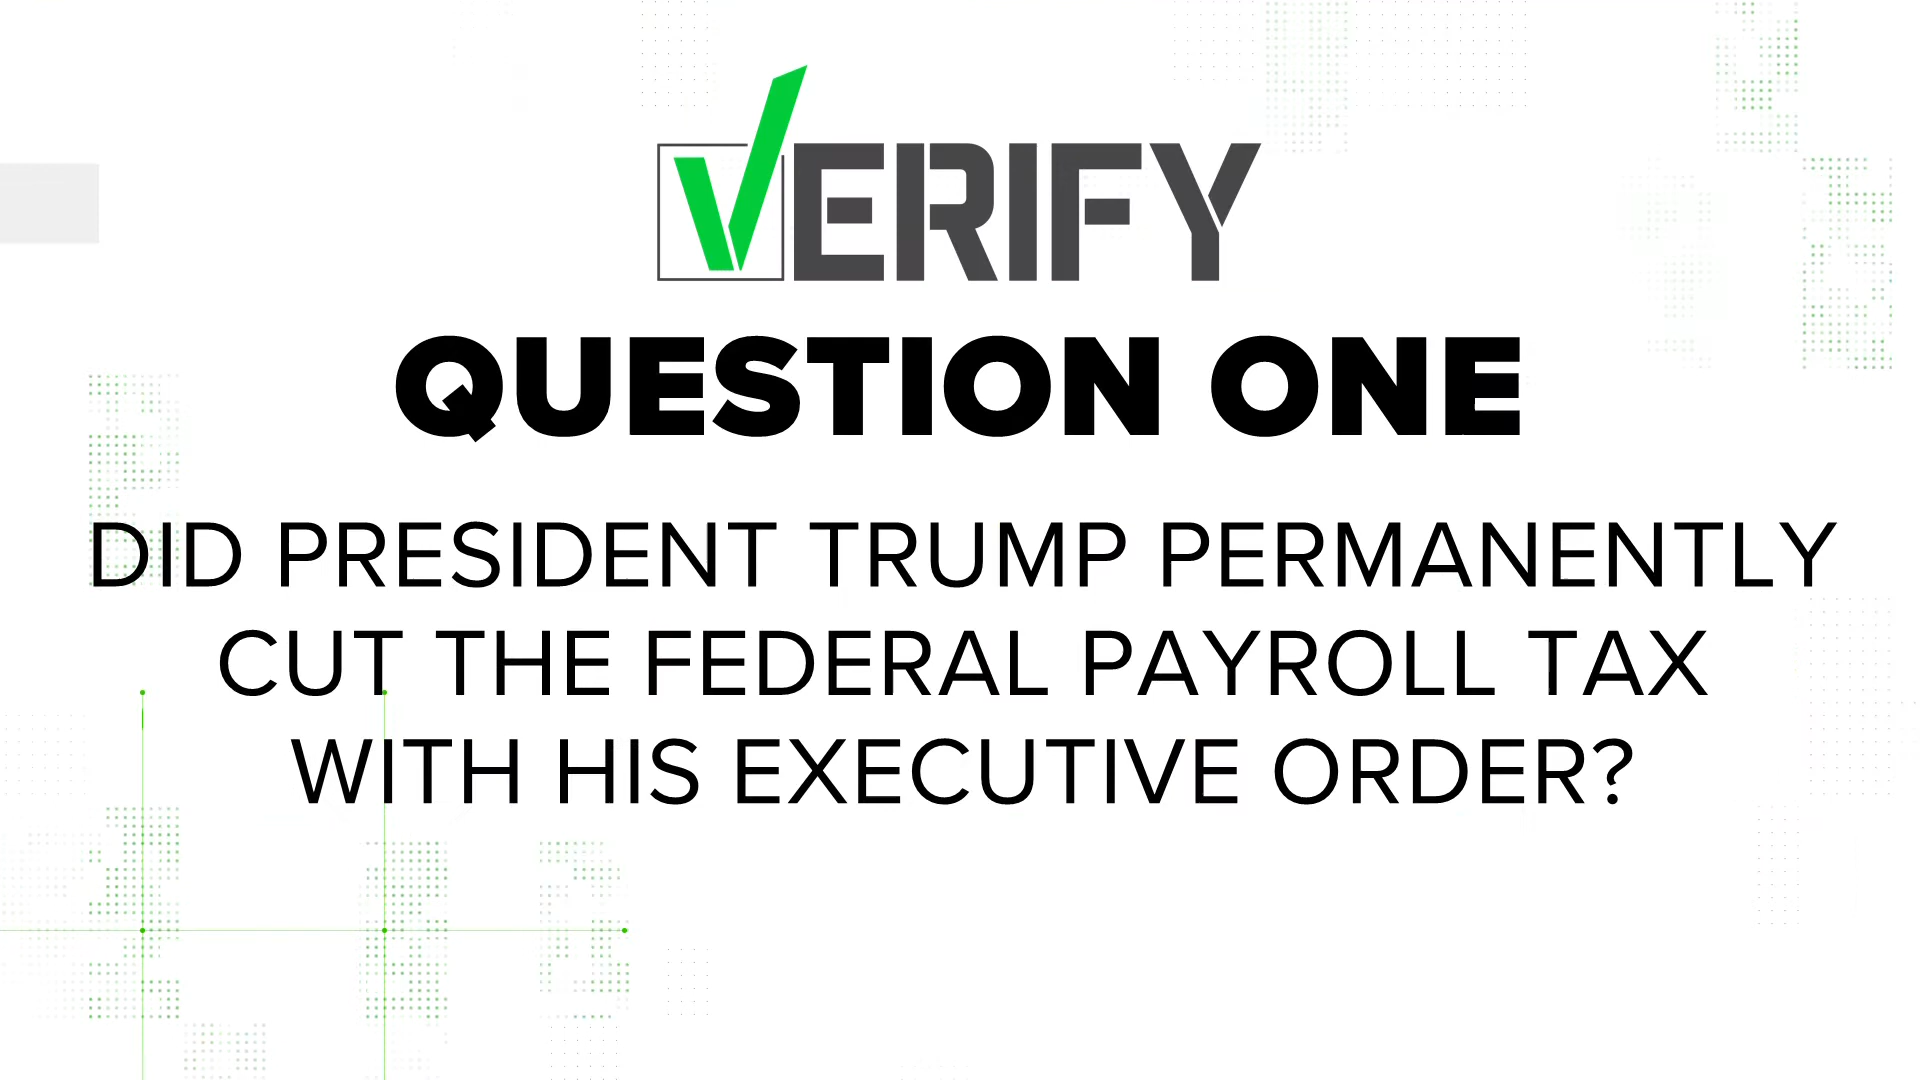 VERIFY
QUESTION ONE
DID PRESIDENT TRUMP PERMANENTLY
CUT THE FEDERAL PAYROLL TAX
WITH HIS EXECUTIVE ORDER?